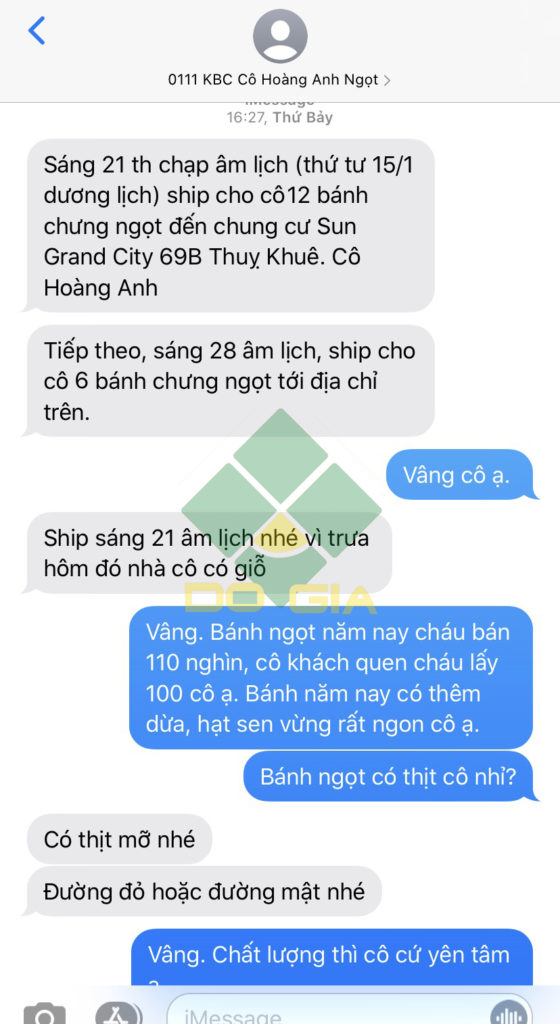 0111 KBC Cô Hoàng Anh Ngọt
iMessage
16:27, Thứ Bảy
Sáng 21 th chạp âm lịch (thứ tư 15/1
dương lịch) ship cho cô12 bánh
chưng ngọt đến chung cư Sun
Grand City 69B Thuỵ Khuê. Cô
Hoàng Anh
Tiếp theo, sáng 28 âm lịch, ship cho
cô 6 bánh chưng ngọt tới địa chỉ
trên.
Vâng cô ạ.
Ship sáng 21 âm lịch nhé vì trưa
hôm đó nhà cô có giỗ
DO GIA
Vâng. Bánh ngọt năm nay cháu bán
110 nghìn, cô khách quen cháu lấy
100 cô ạ. Bánh năm nay có thêm
dừa, hạt sen vừng rất ngon cô ạ.
Bánh ngọt có thịt cô nhỉ?
Có thịt mỡ nhé
Đường đỏ hoặc đường mật nhé
Vâng. Chất lượng thì cô cứ yên tâm
iMessage